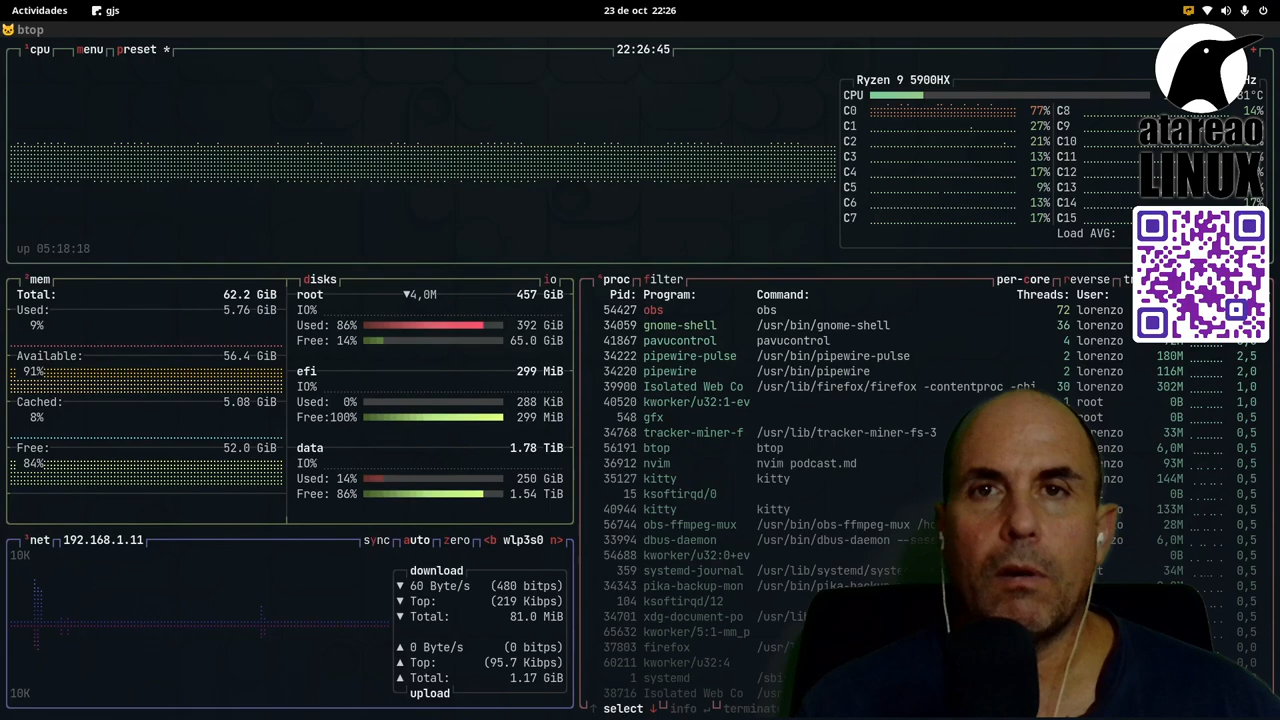 Actividades gjs 23 de oct 22:26
btop
¹cpu menu preset * 22:26:45 +
Ryzen 9 5900HX Hz
CPU 81°C
C0 77% C8 14%
C1 27% C9
C2 21% C10
C3 13% C11
C4 17% C12
C5 9% C13
C6 13% C14 17%
C7 17% C15
Load AVG:
up 05:18:18
atareao
LINUX
²mem
Total: 62.2 GiB
Used: 5.76 GiB
9%
Available: 56.4 GiB
91%
Cached: 5.08 GiB
8%
Free: 52.0 GiB
84%
disks io
root ▼4,0M 457 GiB
IO%
Used: 86% 392 GiB
Free: 14% 65.0 GiB
efi 299 MiB
IO%
Used: 0% 288 KiB
Free:100% 299 MiB
data 1.78 TiB
IO%
Used: 14% 250 GiB
Free: 86% 1.54 TiB
³net 192.168.1.11 sync auto zero <b wlp3s0 n>
10K
download
▼ 60 Byte/s (480 bitps)
▼ Top: (219 Kibps)
▼ Total: 81.0 MiB
▲ 0 Byte/s (0 bitps)
▲ Top: (95.7 Kibps)
▲ Total: 1.17 GiB
upload
10K
⁴proc filter per-core reverse
Pid: Program: Command: Threads: User:
54427 obs obs 72 lorenzo
34059 gnome-shell /usr/bin/gnome-shell 36 lorenzo
41867 pavucontrol pavucontrol 4 lorenzo
34222 pipewire-pulse /usr/bin/pipewire-pulse 2 lorenzo 180M 2,5
34220 pipewire /usr/bin/pipewire 2 lorenzo 116M 2,0
39900 Isolated Web Co /usr/lib/firefox/firefox -contentproc -chi 30 lorenzo 302M 1,0
40520 kworker/u32:1-ev 1 root 0B 1,0
548 gfx root 0B 0,5
34768 tracker-miner-f /usr/lib/tracker-miner-fs-3 lorenzo 33M 0,5
56191 btop btop lorenzo 6,0M 0,5
36912 nvim nvim podcast.md lorenzo 93M 0,5
35127 kitty kitty lorenzo 144M 0,5
15 ksoftirqd/0 0B 0,5
40944 kitty kitty lorenzo 133M 0,5
56744 obs-ffmpeg-mux /usr/bin/obs-ffmpeg-mux lorenzo 28M 0,5
33994 dbus-daemon /usr/bin/dbus-daemon lorenzo 6,0M 0,5
54688 kworker/u32:0+ev 0B 0,5
359 systemd-journal /usr/lib/systemd/syste 34M 0,5
34343 pika-backup-mon /usr/bin/pika-backup 0,5
104 ksoftirqd/12 0,5
34701 xdg-document-po /usr/lib 0,5
65632 kworker/5:1-mm_p 0,5
37803 firefox 0,5
60211 kworker/u32:4 0,5
1 systemd 0,5
38716 Isolated Web Co 0,5
↑ select ↓ info ↵ terminate